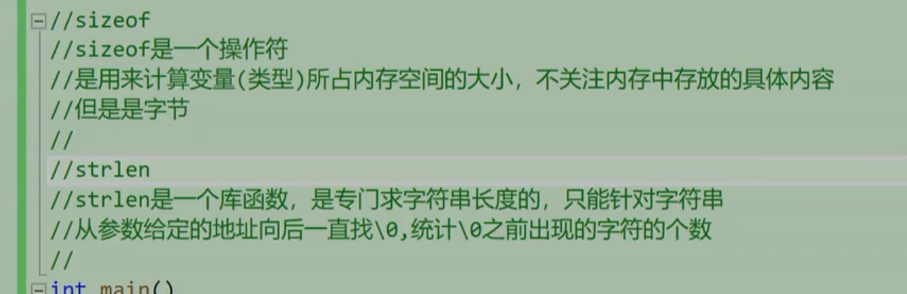 //sizeof
//sizeof是一个操作符
//是用来计算变量(类型)所占内存空间的大小，不关注内存中存放的具体内容
//但是是字节
//
//strlen
//strlen是一个库函数，是专门求字符串长度的，只能针对字符串
//从参数给定的地址向后一直找\0,统计\0之前出现的字符的个数
//
int main()